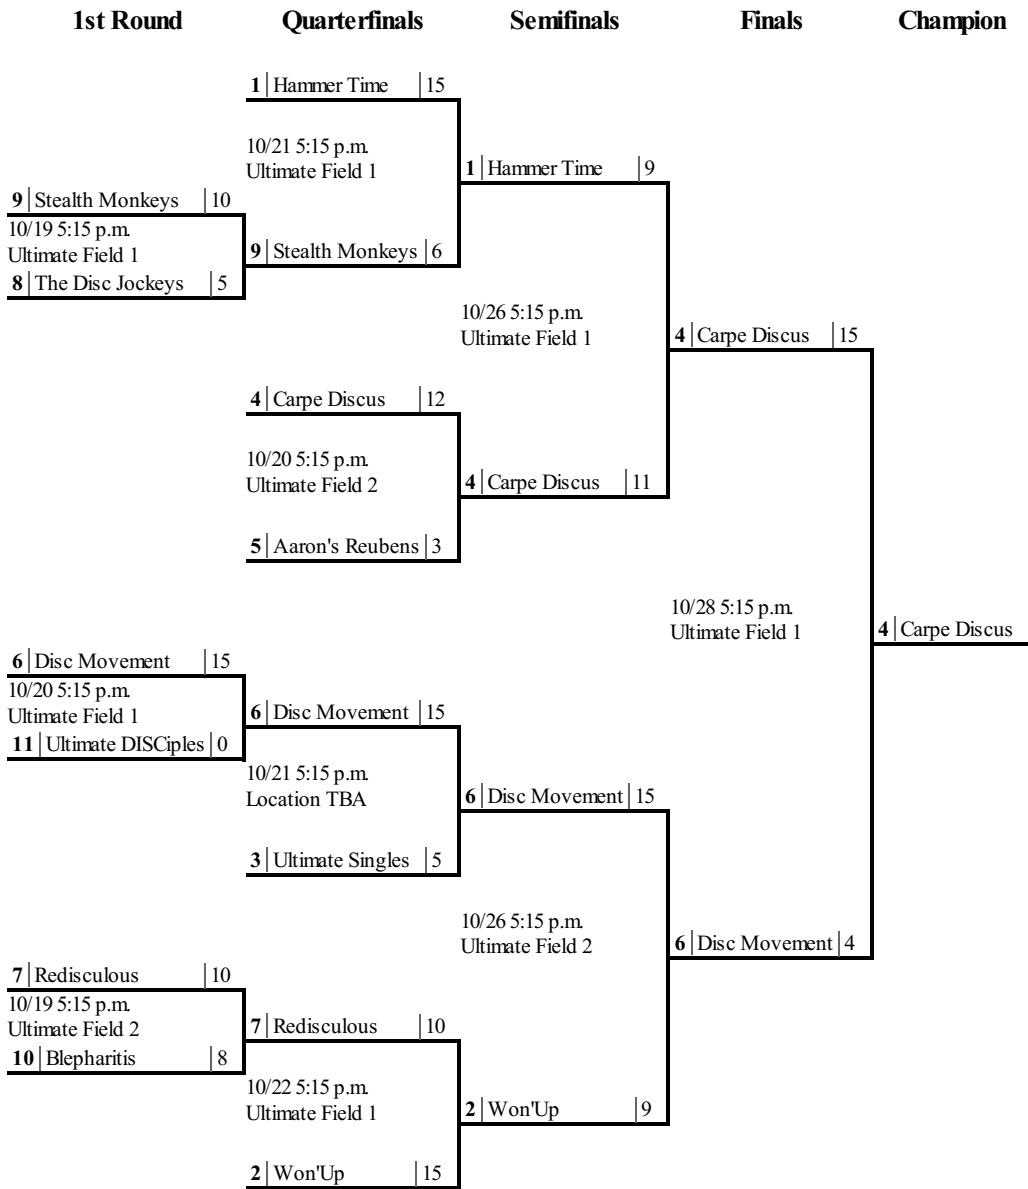 1st Round Quarterfinals Semifinals Finals Champion
1 Hammer Time 15
10/21 5:15 p.m.
Ultimate Field 1
1 Hammer Time 9
9 Stealth Monkeys 10
10/19 5:15 p.m.
Ultimate Field 1
9 Stealth Monkeys 6
8 The Disc Jockeys 5
10/26 5:15 p.m.
Ultimate Field 1
4 Carpe Discus 15
4 Carpe Discus 12
10/20 5:15 p.m.
Ultimate Field 2
4 Carpe Discus 11
5 Aaron's Reubens 3
10/28 5:15 p.m.
Ultimate Field 1
4 Carpe Discus
6 Disc Movement 15
10/20 5:15 p.m.
Ultimate Field 1
6 Disc Movement 15
11 Ultimate DISCiples 0
10/21 5:15 p.m.
Location TBA
6 Disc Movement 15
3 Ultimate Singles 5
10/26 5:15 p.m.
Ultimate Field 2
6 Disc Movement 4
7 Redisculous 10
10/19 5:15 p.m.
Ultimate Field 2
7 Redisculous 10
10 Blepharitis 8
10/22 5:15 p.m.
Ultimate Field 1
2 Won'Up 9
2 Won'Up 15